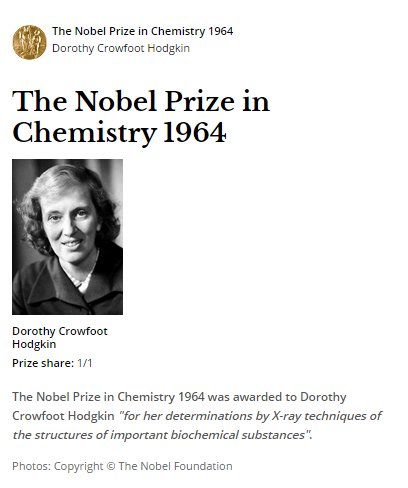 The Nobel Prize in Chemistry 1964
Dorothy Crowfoot Hodgkin
The Nobel Prize in
Chemistry 1964
Dorothy Crowfoot
Hodgkin
Prize share: 1/1
The Nobel Prize in Chemistry 1964 was awarded to Dorothy
Crowfoot Hodgkin "for her determinations by X-ray techniques of
the structures of important biochemical substances".
Photos: Copyright © The Nobel Foundation